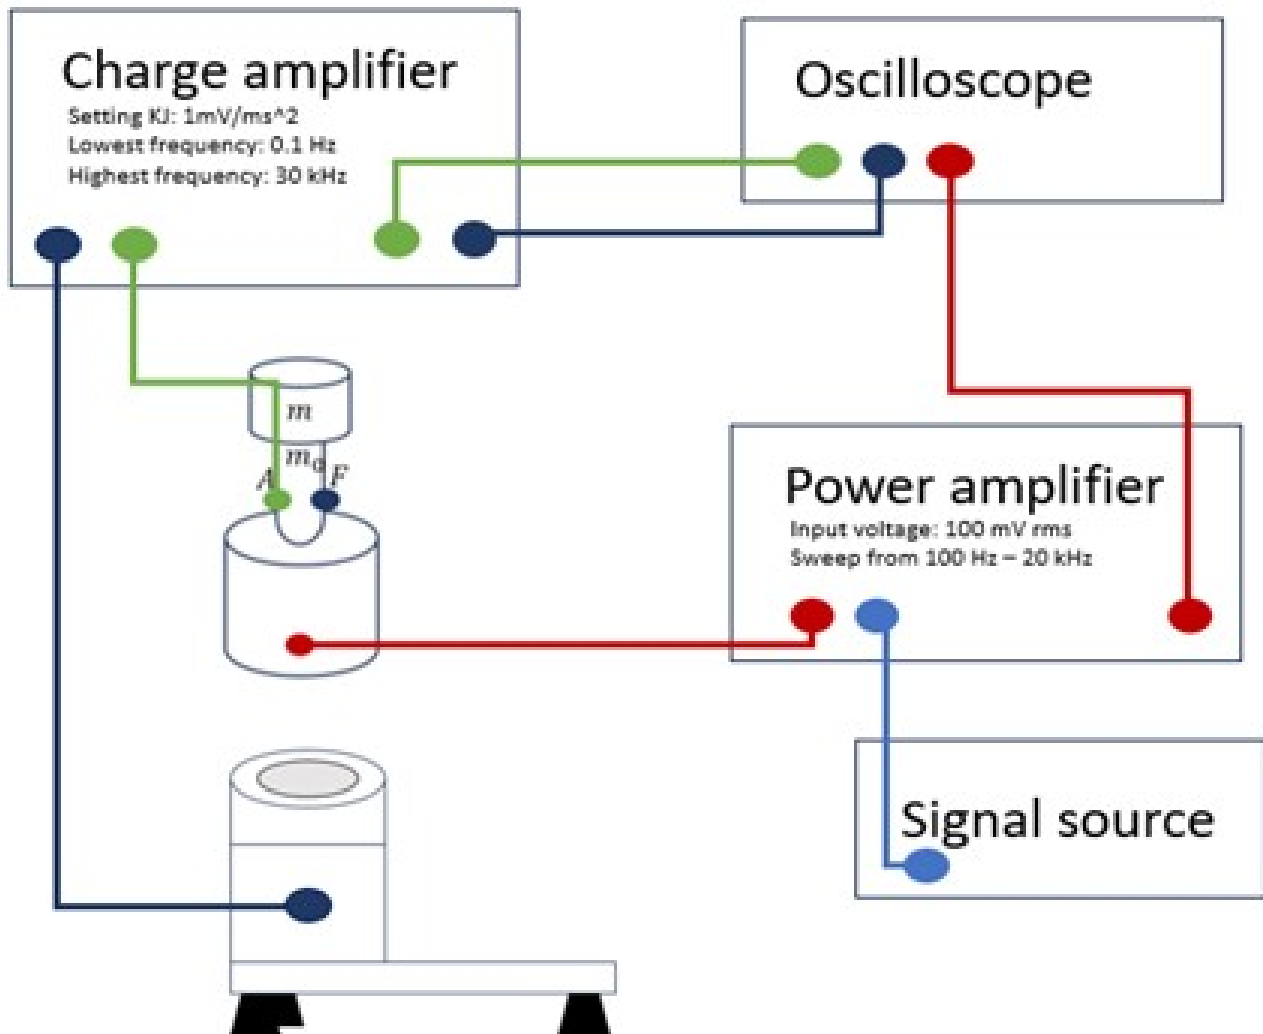 Charge amplifier
Setting KJ: 1mV/ms^2
Lowest frequency: 0.1 Hz
Highest frequency: 30 kHz
Oscilloscope
m
m₀
A
F
Power amplifier
Input voltage: 100 mV rms
Sweep from 100 Hz – 20 kHz
Signal source